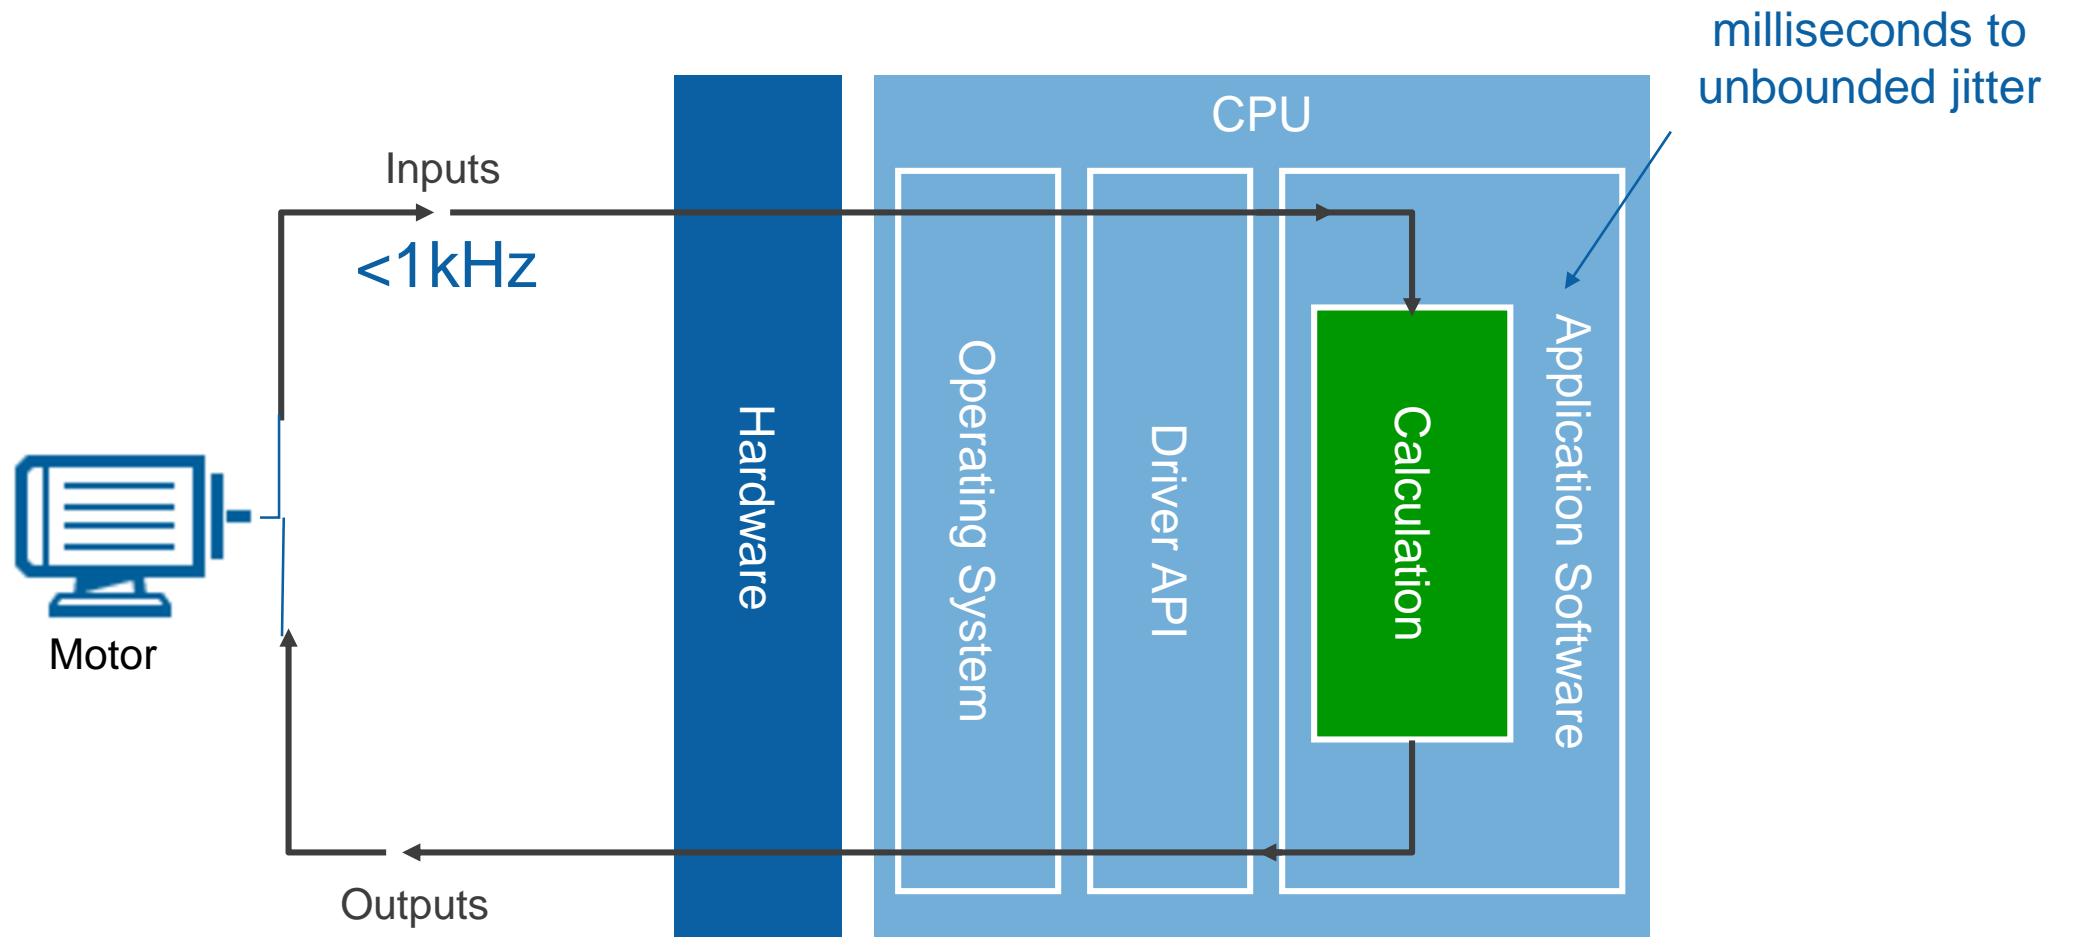 milliseconds to
unbounded jitter
CPU
Inputs
<1kHz
Hardware
Operating System
Driver API
Calculation
Application Software
Motor
Outputs